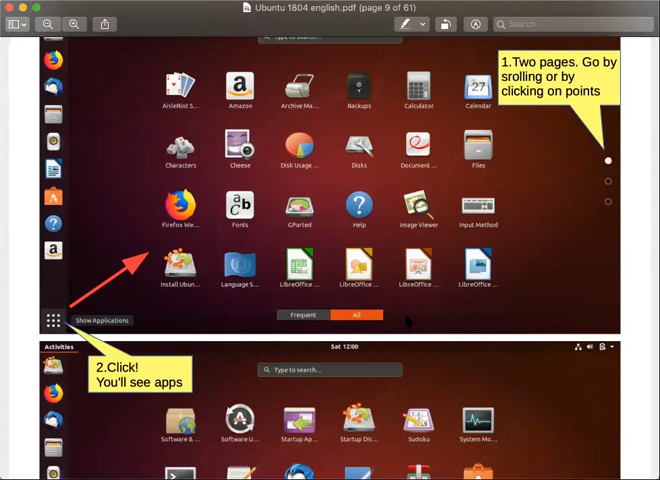 Ubuntu 1804 english.pdf (page 9 of 61)
Search
Type to search...
1.Two pages. Go by
srolling or by
clicking on points
AisleRiot S...
Amazon
Archive Ma...
Backups
Calculator
27
Calendar
Characters
Cheese
Disk Usage ...
Disks
Document ...
Files
Firefox We...
Fonts
GParted
Help
Image Viewer
Input Method
Install Ubun...
Language S...
LibreOffice ...
LibreOffice ...
LibreOffice ...
LibreOffice ...
Frequent
All
Show Applications
2.Click!
You'll see apps
Activities
Sat 12:00
Type to search...
Software & ...
Software U...
Startup Ap...
Startup Dis...
Sudoku
System Mo...